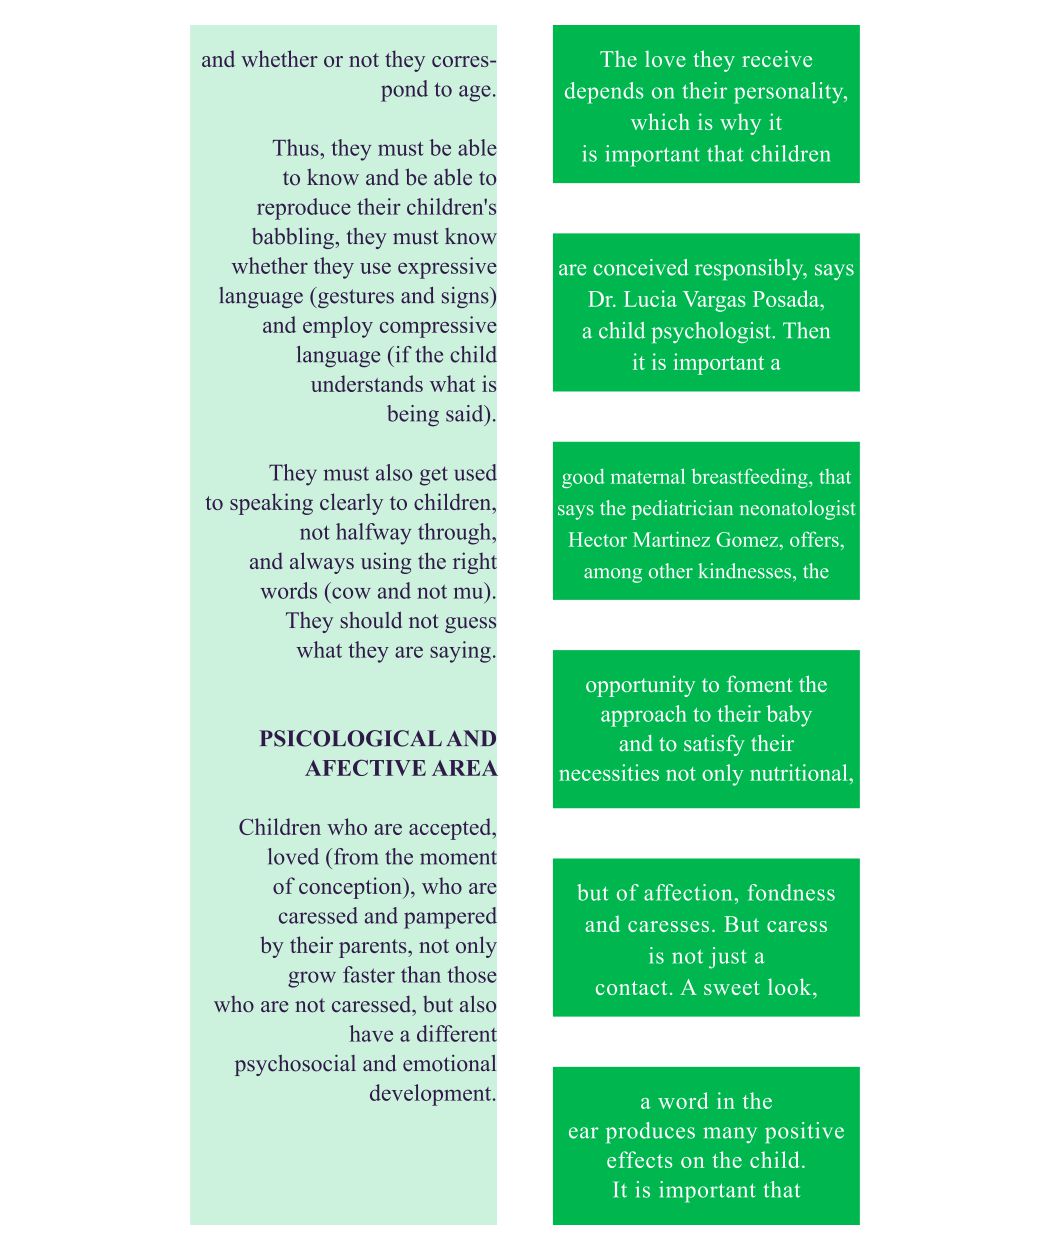 and whether or not they corres-
pond to age.
Thus, they must be able
to know and be able to
reproduce their children's
babbling, they must know
whether they use expressive
language (gestures and signs)
and employ compressive
language (if the child
understands what is
being said).
They must also get used
to speaking clearly to children,
not halfway through,
and always using the right
words (cow and not mu).
They should not guess
what they are saying.
PSICOLOGICAL AND
AFECTIVE AREA
Children who are accepted,
loved (from the moment
of conception), who are
caressed and pampered
by their parents, not only
grow faster than those
who are not caressed, but also
have a different
psychosocial and emotional
development.
The love they receive
depends on their personality,
which is why it
is important that children
are conceived responsibly, says
Dr. Lucia Vargas Posada,
a child psychologist. Then
it is important a
good maternal breastfeeding, that
says the pediatrician neonatologist
Hector Martinez Gomez, offers,
among other kindnesses, the
opportunity to foment the
approach to their baby
and to satisfy their
necessities not only nutritional,
but of affection, fondness
and caresses. But caress
is not just a
contact. A sweet look,
a word in the
ear produces many positive
effects on the child.
It is important that